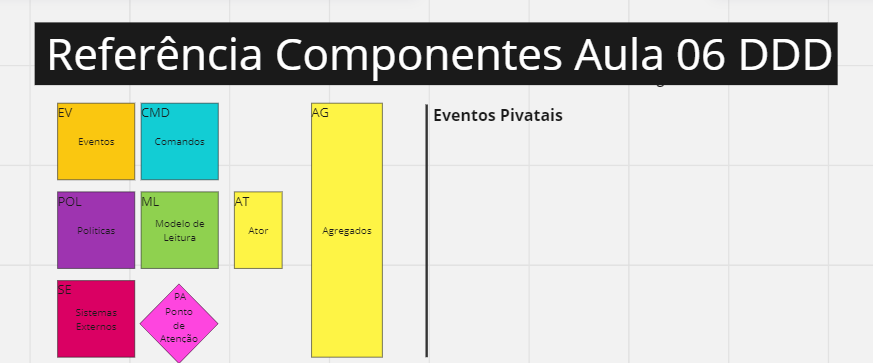 Referência Componentes Aula 06 DDD
EV
Eventos
CMD
Comandos
AG
Agregados
Eventos Pivatais
POL
Políticas
ML
Modelo de
Leitura
AT
Ator
SE
Sistemas
Externos
PA
Ponto
de
Atenção